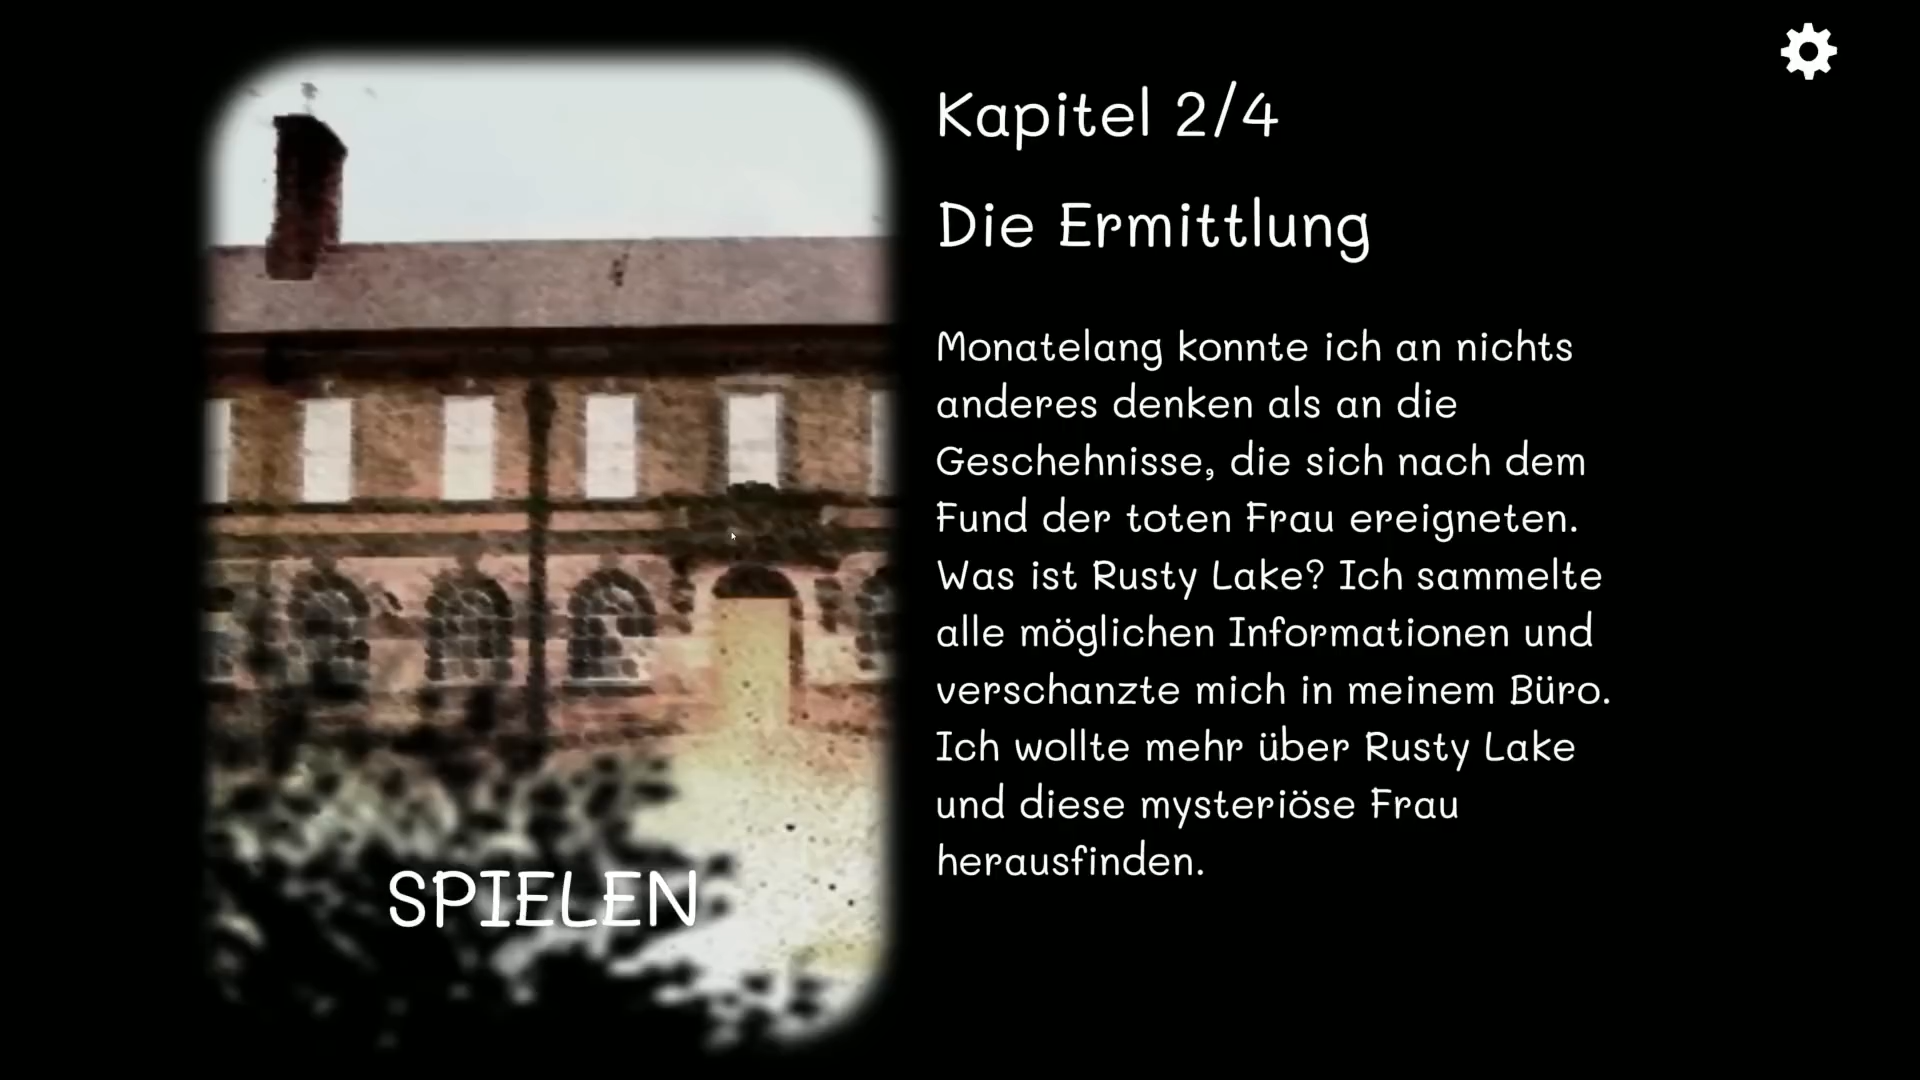 Kapitel 2/4
Die Ermittlung
Monatelang konnte ich an nichts
anderes denken als an die
Geschehnisse, die sich nach dem
Fund der toten Frau ereigneten.
Was ist Rusty Lake? Ich sammelte
alle möglichen Informationen und
verschanzte mich in meinem Büro.
Ich wollte mehr über Rusty Lake
und diese mysteriöse Frau
herausfinden.
SPIELEN